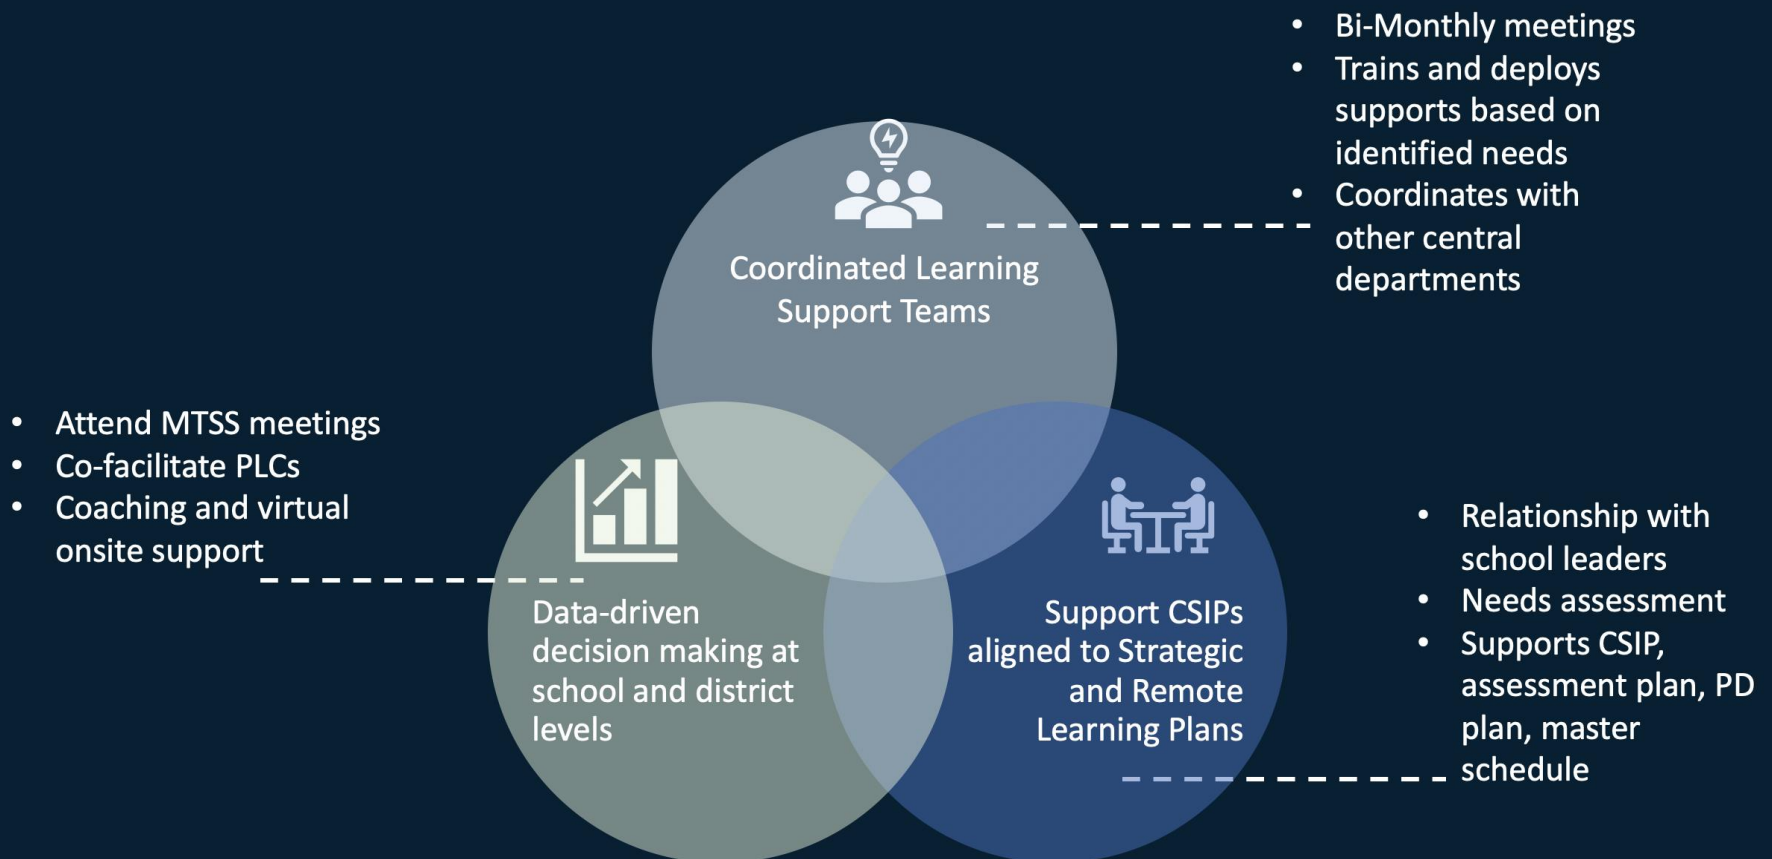 • Bi-Monthly meetings
• Trains and deploys
supports based on
identified needs
• Coordinates with
other central
departments
Coordinated Learning
Support Teams
• Attend MTSS meetings
• Co-facilitate PLCs
• Coaching and virtual
onsite support
Data-driven
decision making at
school and district
levels
Support CSIPs
aligned to Strategic
and Remote
Learning Plans
• Relationship with
school leaders
• Needs assessment
• Supports CSIP,
assessment plan, PD
plan, master
schedule